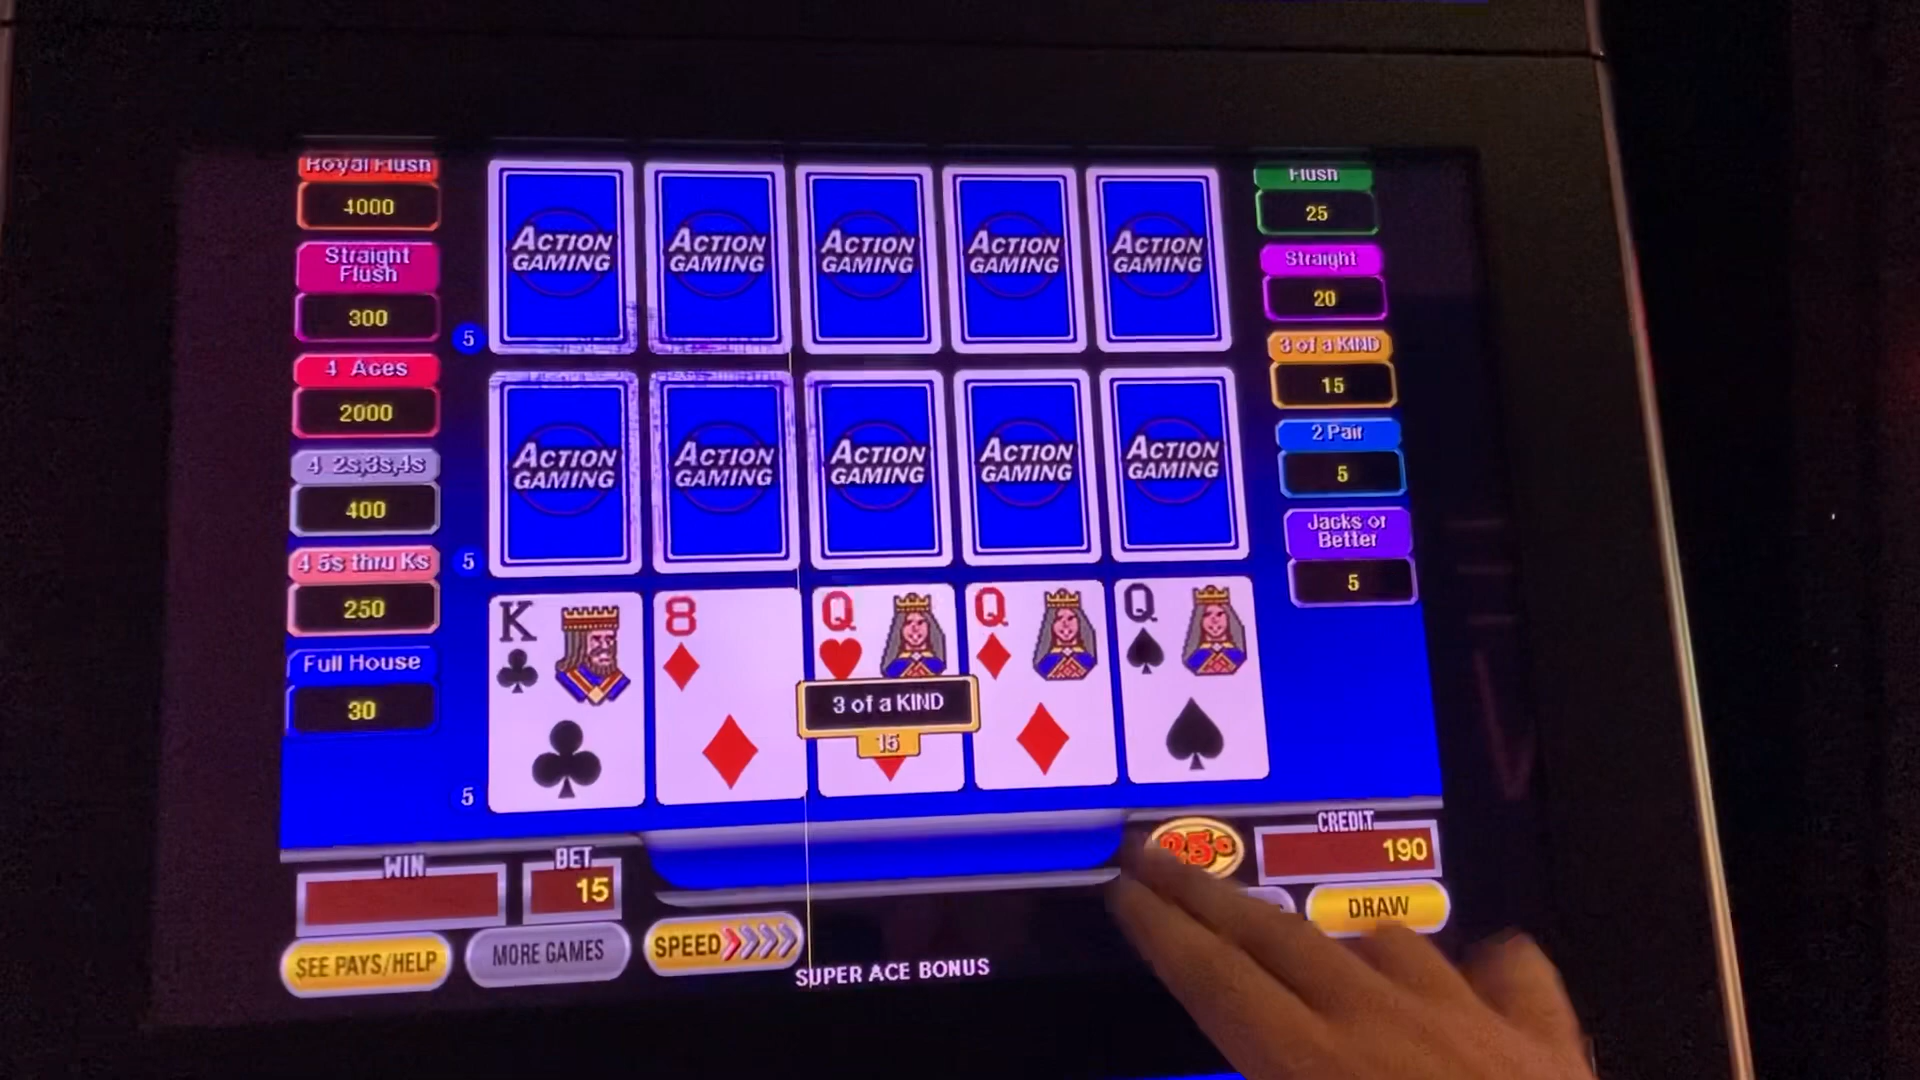 Royal Flush
4000
Straight
Flush
300
4 Aces
2000
4 2s,3s,4s
400
4 5s thru Ks
250
Full House
30
5
ACTION
GAMING
ACTION
GAMING
ACTION
GAMING
ACTION
GAMING
ACTION
GAMING
5
ACTION
GAMING
ACTION
GAMING
ACTION
GAMING
ACTION
GAMING
ACTION
GAMING
K
8
Q
Q
Q
3 of a KIND
15
5
Flush
25
Straight
20
3 of a KIND
15
2 Pair
5
Jacks or
Better
5
WIN
BET
15
25¢
CREDIT
190
SEE PAYS/HELP
MORE GAMES
SPEED
DRAW
SUPER ACE BONUS